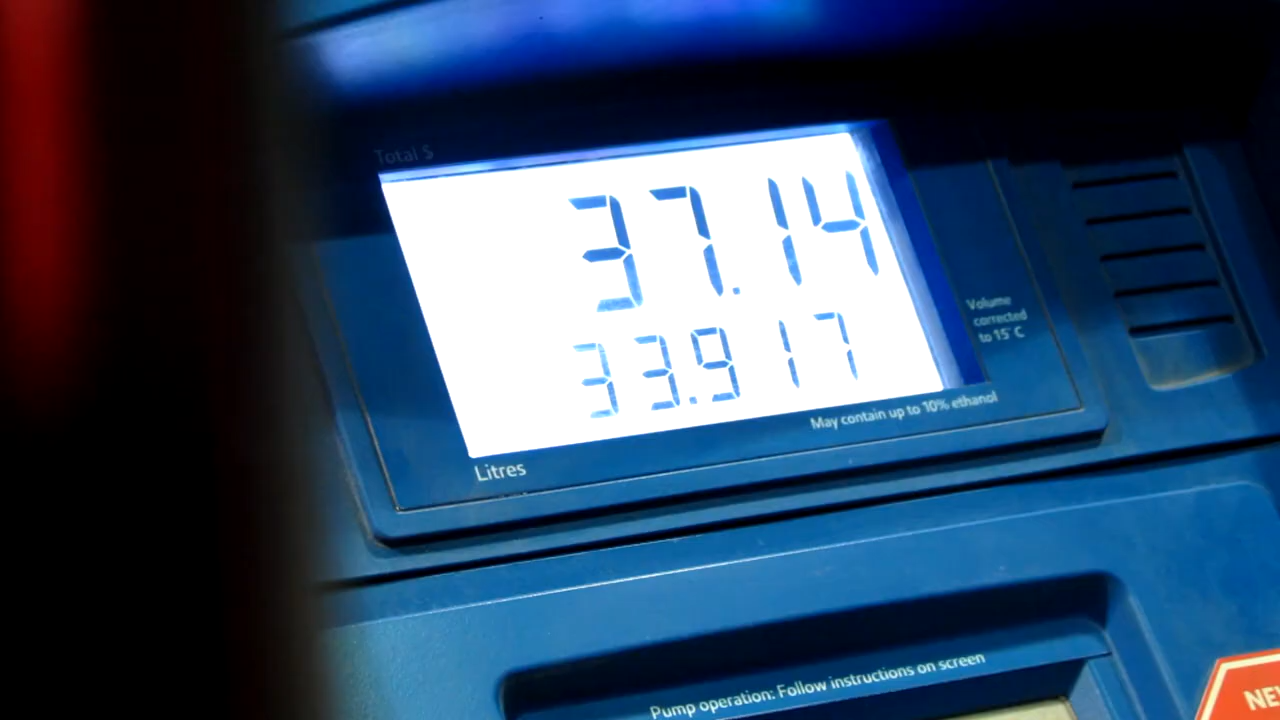 Total $
37.14
33.917
Volume
corrected
to 15° C
May contain up to 10% ethanol
Litres
Pump operation: Follow instructions on screen